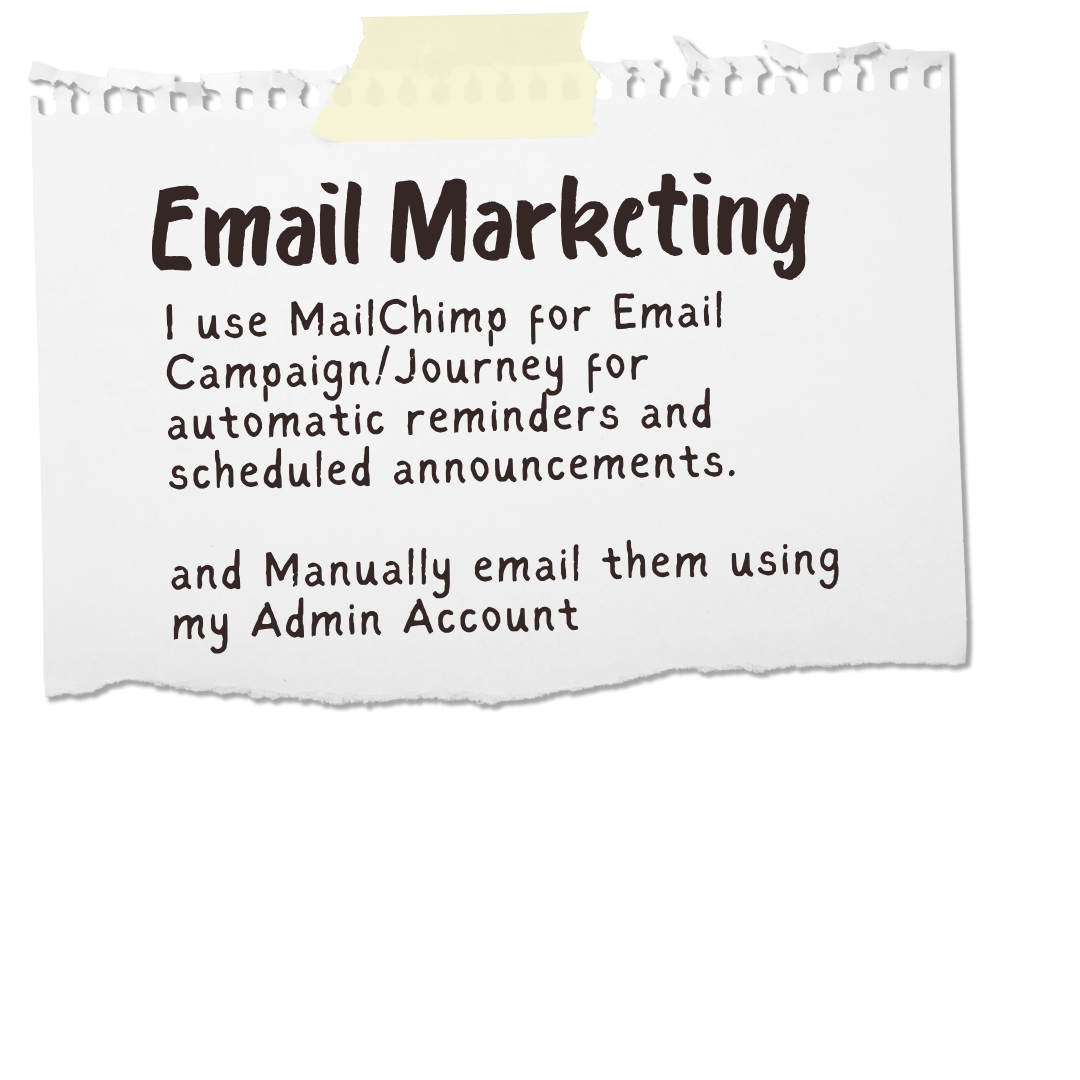 Email Marketing
I use MailChimp for Email
Campaign/Journey for
automatic reminders and
scheduled announcements.
and Manually email them using
my Admin Account